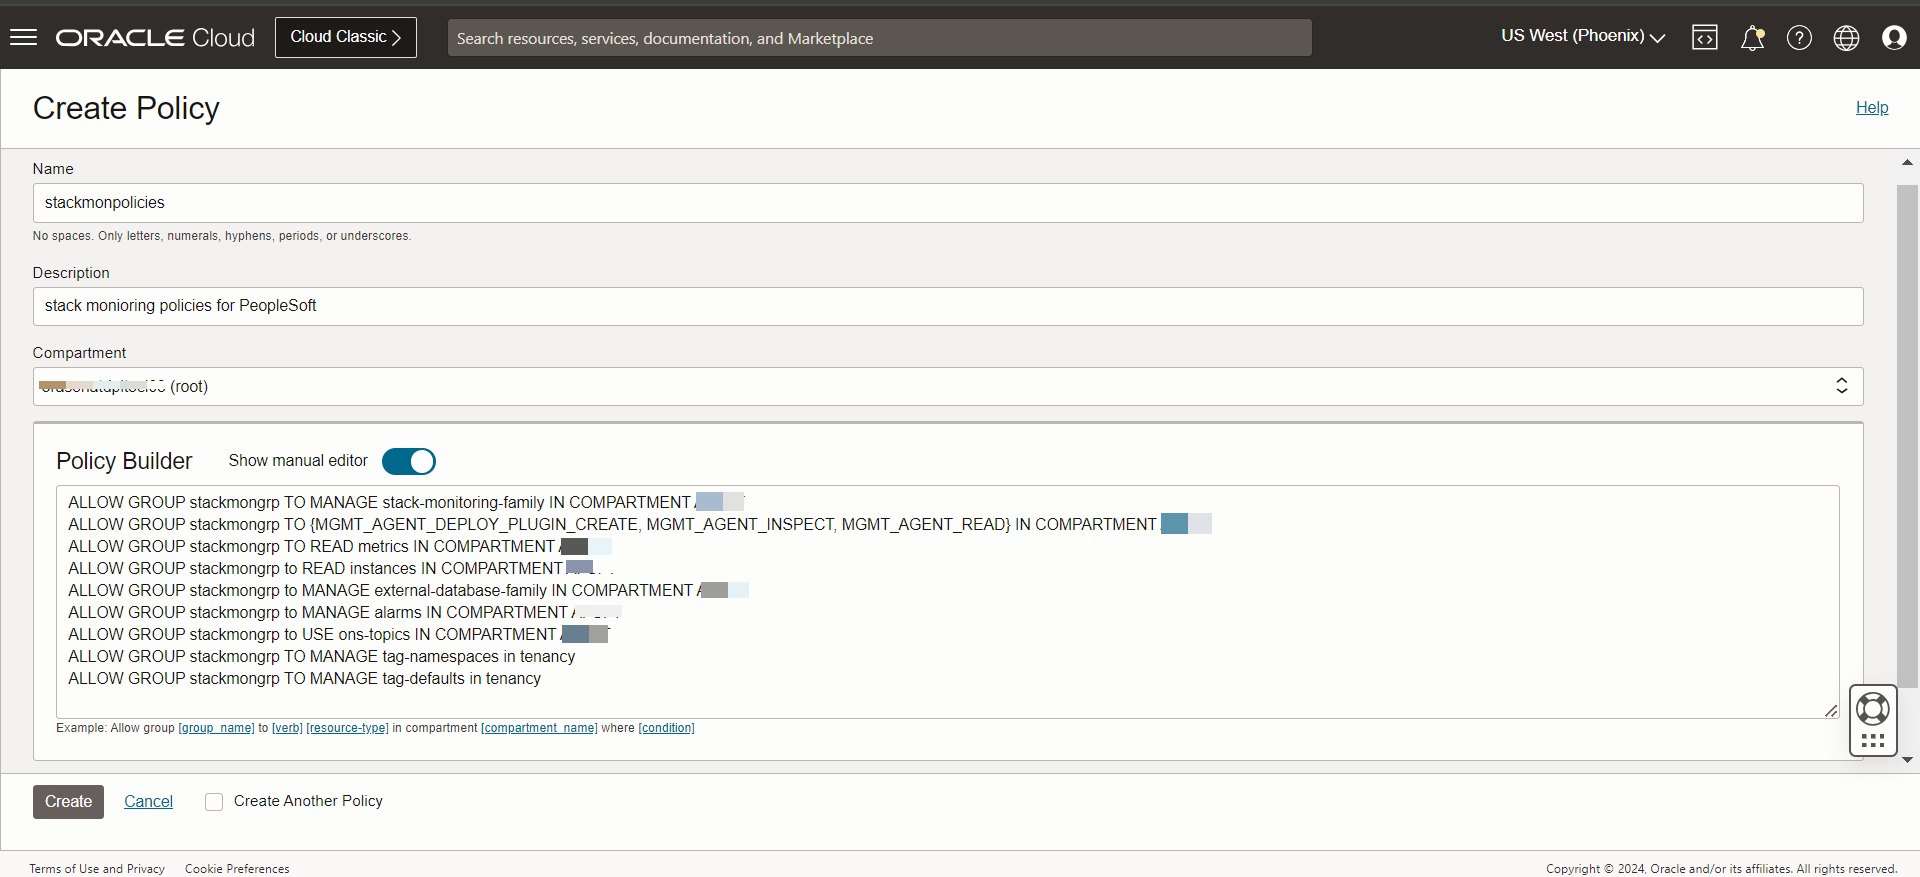 ORACLE Cloud
Cloud Classic
Search resources, services, documentation, and Marketplace
US West (Phoenix)
Create Policy
Help
Name
stackmonpolicies
No spaces. Only letters, numerals, hyphens, periods, or underscores.
Description
stack monioring policies for PeopleSoft
Compartment
(root)
Policy Builder
Show manual editor
ALLOW GROUP stackmongrp TO MANAGE stack-monitoring-family IN COMPARTMENT
ALLOW GROUP stackmongrp TO {MGMT_AGENT_DEPLOY_PLUGIN_CREATE, MGMT_AGENT_INSPECT, MGMT_AGENT_READ} IN COMPARTMENT
ALLOW GROUP stackmongrp TO READ metrics IN COMPARTMENT
ALLOW GROUP stackmongrp to READ instances IN COMPARTMENT
ALLOW GROUP stackmongrp to MANAGE external-database-family IN COMPARTMENT
ALLOW GROUP stackmongrp to MANAGE alarms IN COMPARTMENT
ALLOW GROUP stackmongrp to USE ons-topics IN COMPARTMENT
ALLOW GROUP stackmongrp TO MANAGE tag-namespaces in tenancy
ALLOW GROUP stackmongrp TO MANAGE tag-defaults in tenancy
Example: Allow group [group_name] to [verb] [resource-type] in compartment [compartment_name] where [condition]
Create
Cancel
Create Another Policy
Terms of Use and Privacy
Cookie Preferences
Copyright © 2024, Oracle and/or its affiliates. All rights reserved.